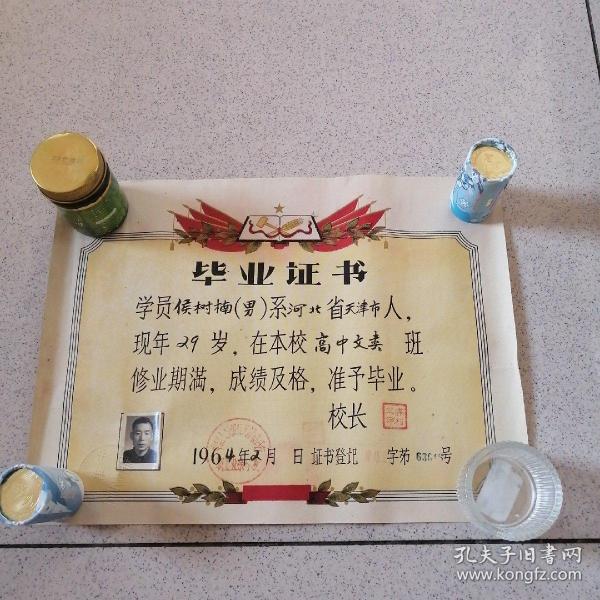 毕业证书
学员侯树楠(男)系河北省天津市人，
现年29岁，在本校高中文卖班
修业期满，成绩及格，准予毕业。
校长
1964年2月 日 证书登记 字第 号
孔夫子旧书网
www.kongfz.com